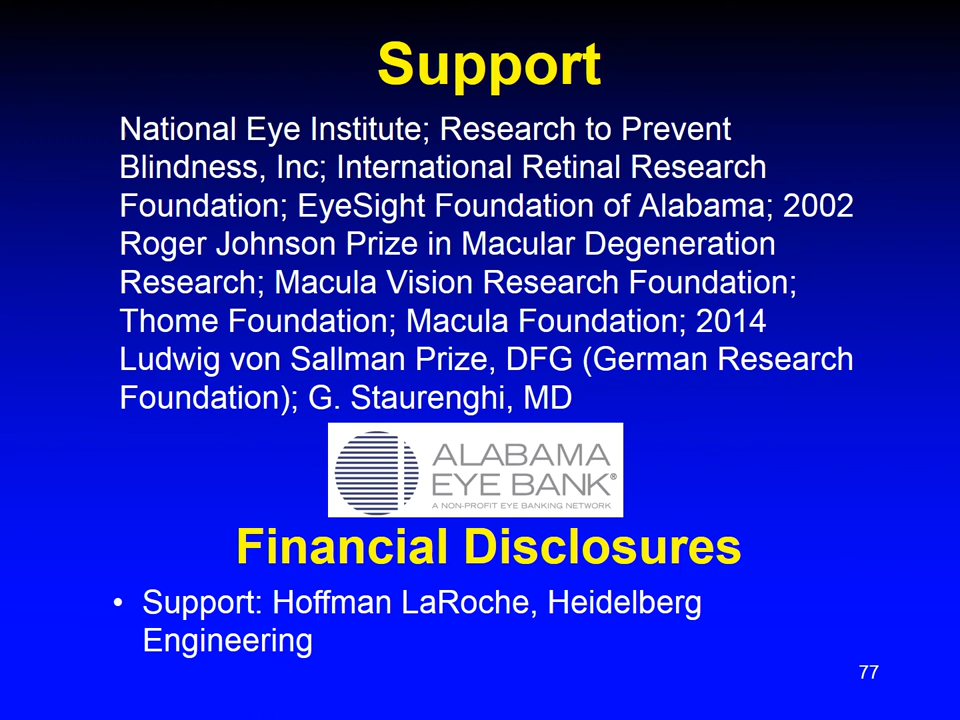 Support
National Eye Institute; Research to Prevent
Blindness, Inc; International Retinal Research
Foundation; EyeSight Foundation of Alabama; 2002
Roger Johnson Prize in Macular Degeneration
Research; Macula Vision Research Foundation;
Thome Foundation; Macula Foundation; 2014
Ludwig von Sallman Prize, DFG (German Research
Foundation); G. Staurenghi, MD
ALABAMA
EYE BANK®
A NON-PROFIT EYE BANKING NETWORK
Financial Disclosures
• Support: Hoffman LaRoche, Heidelberg
Engineering
77